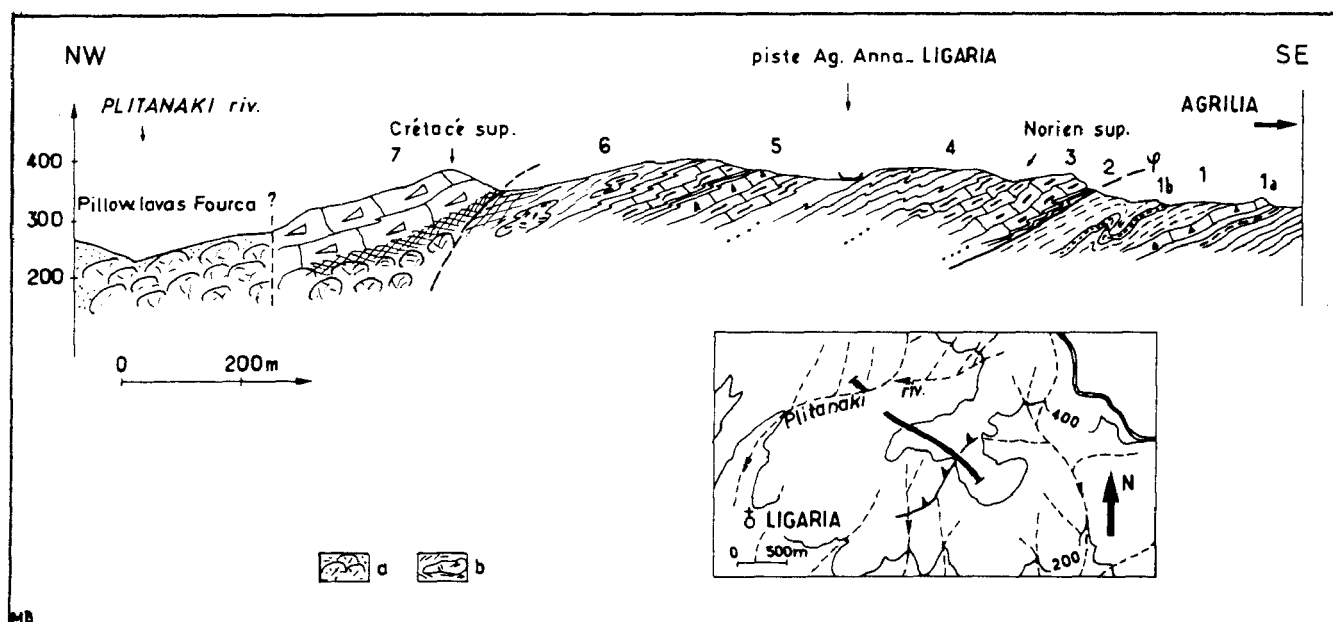 NW
SE
piste Ag. Anna_ LIGARIA
PLITANAKI riv.
AGRILIA
Crétacé sup.
Norien sup.
7
6
5
4
3
2
φ
1b
1
1a
400
300
200
Pillow lavas Fourca ?
0 200m
Plitanaki riv.
400
N
LIGARIA
0 500m
200
a
b
MB